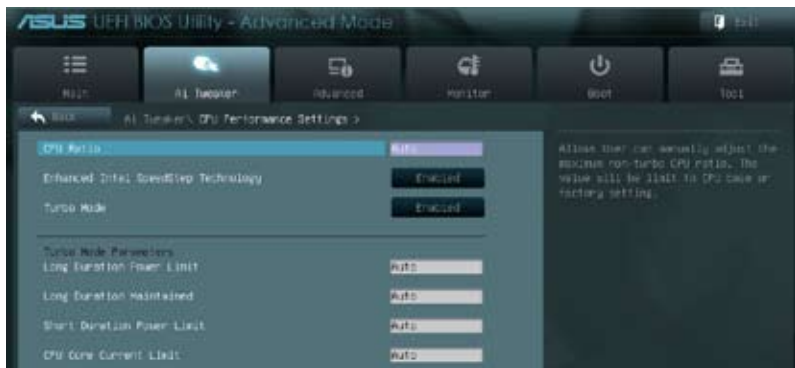 ASUS UEFI BIOS Utility - Advanced Mode
Exit
Main
Ai Tweaker
Advanced
Monitor
Boot
Tool
Back
Ai Tweaker\ CPU Performance Settings >
CPU Ratio
Auto
Enhanced Intel SpeedStep Technology
Enabled
Turbo Mode
Enabled
Turbo Mode Parameters
Long Duration Power Limit
Auto
Long Duration Maintained
Auto
Short Duration Power Limit
Auto
CPU Core Current Limit
Auto
Allows User can manually adjust the
maximum non-turbo CPU ratio. The
value will be limit to CPU base or
factory setting.